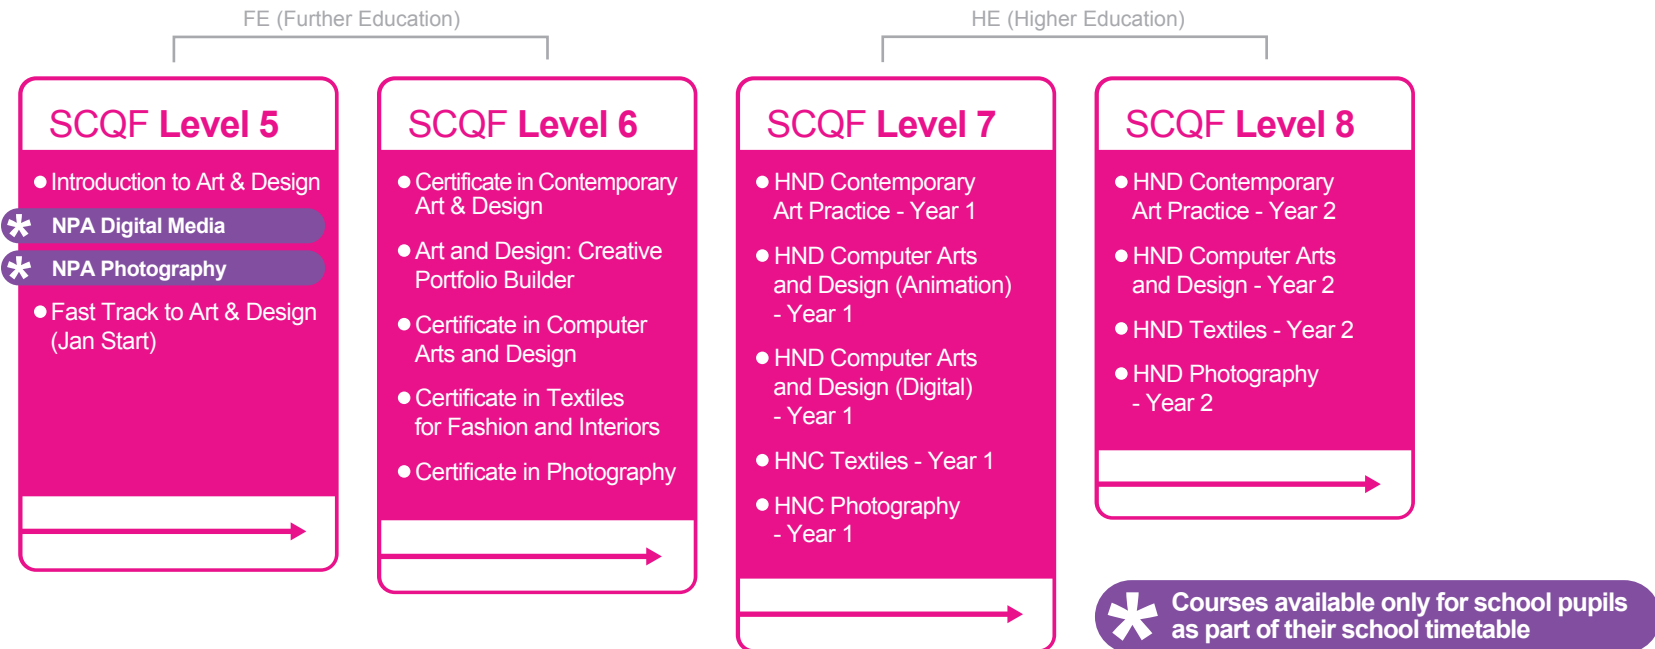 FE (Further Education)
HE (Higher Education)
SCQF Level 5
Introduction to Art & Design
* NPA Digital Media
* NPA Photography
Fast Track to Art & Design
(Jan Start)
SCQF Level 6
Certificate in Contemporary
Art & Design
Art and Design: Creative
Portfolio Builder
Certificate in Computer
Arts and Design
Certificate in Textiles
for Fashion and Interiors
Certificate in Photography
SCQF Level 7
HND Contemporary
Art Practice - Year 1
HND Computer Arts
and Design (Animation)
- Year 1
HND Computer Arts
and Design (Digital)
- Year 1
HNC Textiles - Year 1
HNC Photography
- Year 1
SCQF Level 8
HND Contemporary
Art Practice - Year 2
HND Computer Arts
and Design - Year 2
HND Textiles - Year 2
HND Photography
- Year 2
* Courses available only for school pupils
as part of their school timetable